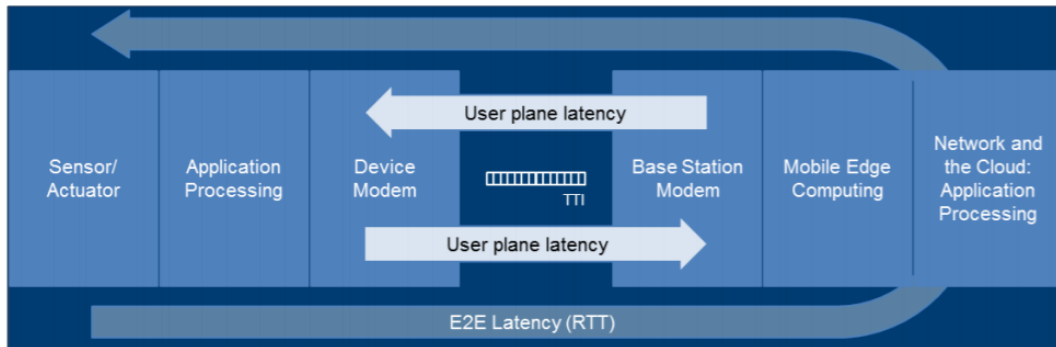 User plane latency
Sensor/
Actuator
Application
Processing
Device
Modem
TTI
Base Station
Modem
Mobile Edge
Computing
Network and
the Cloud:
Application
Processing
User plane latency
E2E Latency (RTT)